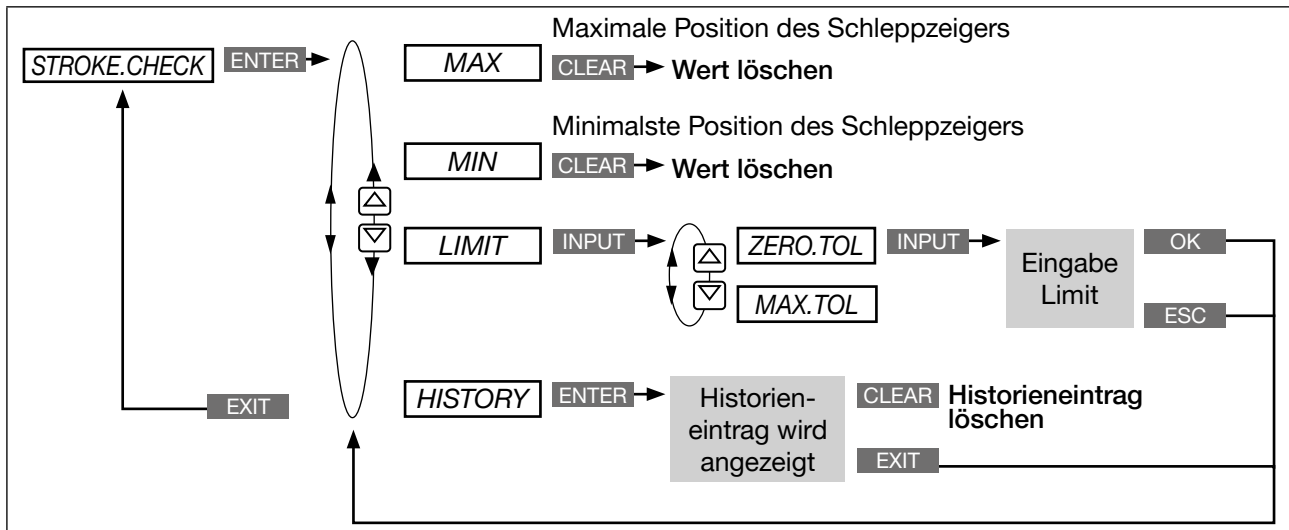 Maximale Position des Schleppzeigers
STROKE.CHECK ENTER MAX CLEAR Wert löschen
Minimalste Position des Schleppzeigers
MIN CLEAR Wert löschen
LIMIT INPUT ZERO.TOL INPUT
Eingabe
Limit
OK
MAX.TOL
ESC
EXIT
HISTORY ENTER
Historien-
eintrag wird
angezeigt
CLEAR Historieneintrag
löschen
EXIT